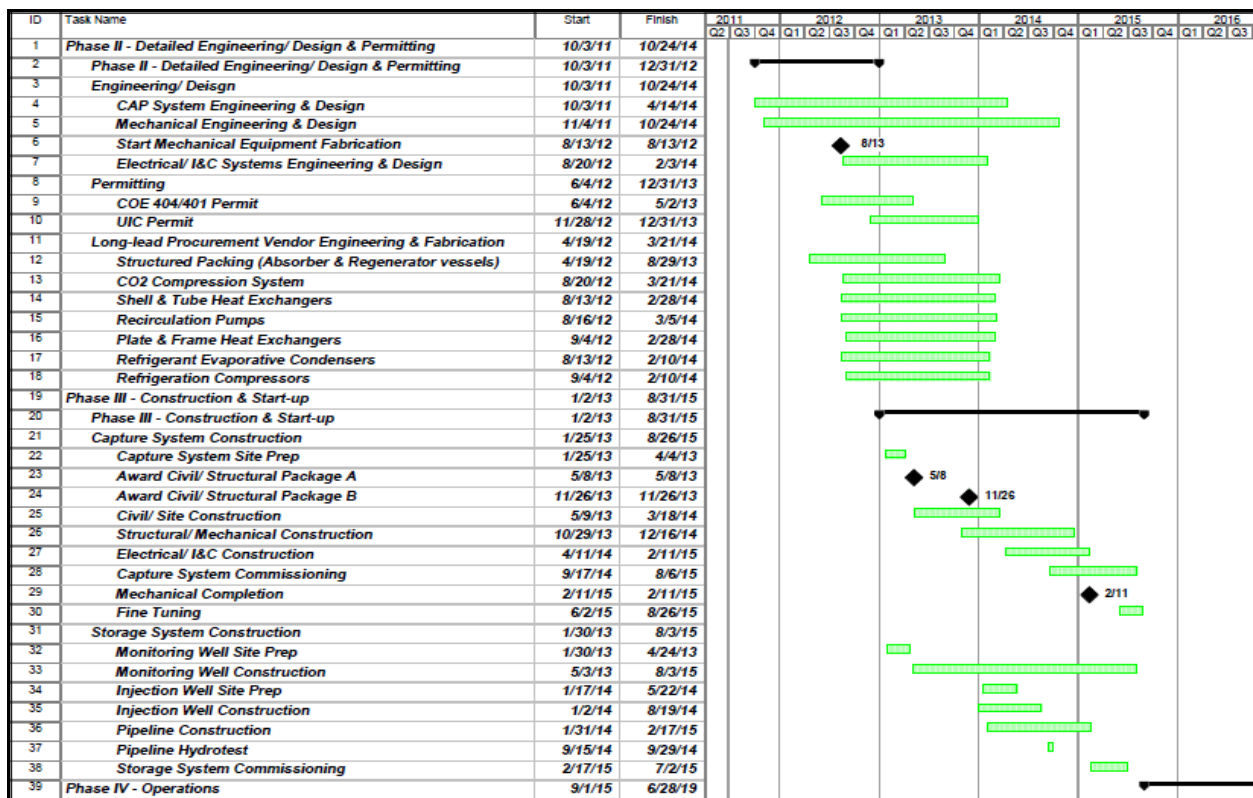 ID Task Name Start Finish 2011 2012 2013 2014 2015 2016
Q2 Q3 Q4 Q1 Q2 Q3 Q4 Q1 Q2 Q3 Q4 Q1 Q2 Q3 Q4 Q1 Q2 Q3 Q4 Q1 Q2 Q3
1 Phase II - Detailed Engineering/ Design & Permitting 10/3/11 10/24/14
2 Phase II - Detailed Engineering/ Design & Permitting 10/3/11 12/31/12
3 Engineering/ Deisgn 10/3/11 10/24/14
4 CAP System Engineering & Design 10/3/11 4/14/14
5 Mechanical Engineering & Design 11/4/11 10/24/14
6 Start Mechanical Equipment Fabrication 8/13/12 8/13/12 8/13
7 Electrical/ I&C Systems Engineering & Design 8/20/12 2/3/14
8 Permitting 6/4/12 12/31/13
9 COE 404/401 Permit 6/4/12 5/2/13
10 UIC Permit 11/28/12 12/31/13
11 Long-lead Procurement Vendor Engineering & Fabrication 4/19/12 3/21/14
12 Structured Packing (Absorber & Regenerator vessels) 4/19/12 8/29/13
13 CO2 Compression System 8/20/12 3/21/14
14 Shell & Tube Heat Exchangers 8/13/12 2/28/14
15 Recirculation Pumps 8/16/12 3/5/14
16 Plate & Frame Heat Exchangers 9/4/12 2/28/14
17 Refrigerant Evaporative Condensers 8/13/12 2/10/14
18 Refrigeration Compressors 9/4/12 2/10/14
19 Phase III - Construction & Start-up 1/2/13 8/31/15
20 Phase III - Construction & Start-up 1/2/13 8/31/15
21 Capture System Construction 1/25/13 8/26/15
22 Capture System Site Prep 1/25/13 4/4/13
23 Award Civil/ Structural Package A 5/8/13 5/8/13 5/8
24 Award Civil/ Structural Package B 11/26/13 11/26/13 11/26
25 Civil/ Site Construction 5/9/13 3/18/14
26 Structural/ Mechanical Construction 10/29/13 12/16/14
27 Electrical/ I&C Construction 4/11/14 2/11/15
28 Capture System Commissioning 9/17/14 8/6/15
29 Mechanical Completion 2/11/15 2/11/15 2/11
30 Fine Tuning 6/2/15 8/26/15
31 Storage System Construction 1/30/13 8/3/15
32 Monitoring Well Site Prep 1/30/13 4/24/13
33 Monitoring Well Construction 5/3/13 8/3/15
34 Injection Well Site Prep 1/17/14 5/22/14
35 Injection Well Construction 1/2/14 8/19/14
36 Pipeline Construction 1/31/14 2/17/15
37 Pipeline Hydrotest 9/15/14 9/29/14
38 Storage System Commissioning 2/17/15 7/2/15
39 Phase IV - Operations 9/1/15 6/28/19